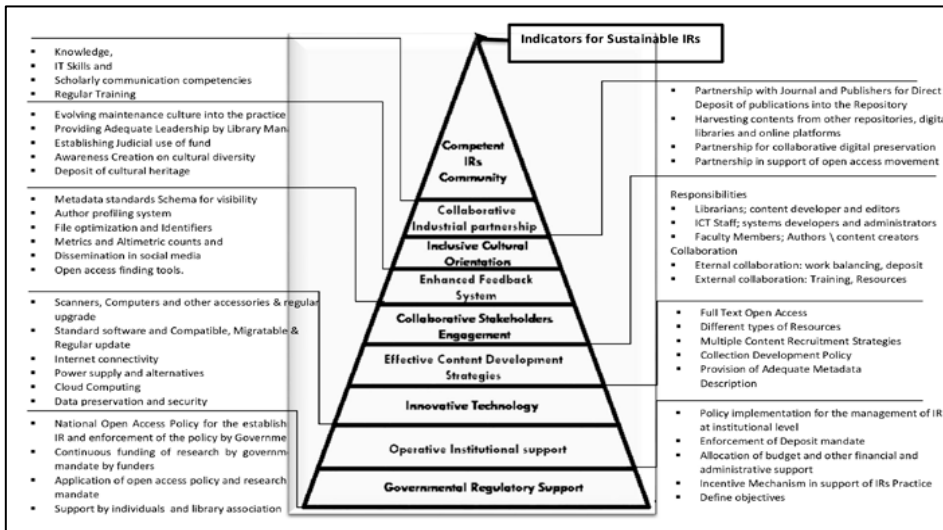 Indicators for Sustainable IRs
▪ Knowledge,
▪ IT Skills and
▪ Scholarly communication competencies
▪ Regular Training
▪ Evolving maintenance culture into the practice
▪ Providing Adequate Leadership by Library Mana
▪ Establishing Judicial use of fund
▪ Awareness Creation on cultural diversity
▪ Deposit of cultural heritage
▪ Metadata standards Schema for visibility
▪ Author profiling system
▪ File optimization and Identifiers
▪ Metrics and Altimetric counts and
▪ Dissemination in social media
▪ Open access finding tools.
▪ Scanners, Computers and other accessories & regular
upgrade
▪ Standard software and Compatible, Migratable &
Regular update
▪ Internet connectivity
▪ Power supply and alternatives
▪ Cloud Computing
▪ Data preservation and security
▪ National Open Access Policy for the establis
IR and enforcement of the policy by Governme
▪ Continuous funding of research by governm
mandate by funders
▪ Application of open access policy and research
mandate
▪ Support by individuals and library association
Competent
IRs
Community
Collaborative
Industrial partnership
Inclusive Cultural
Orientation
Enhanced Feedback
System
Collaborative Stakeholders
Engagement
Effective Content Development
Strategies
Innovative Technology
Operative Institutional support
Governmental Regulatory Support
▪ Partnership with Journal and Publishers for Direct
Deposit of publications into the Repository
▪ Harvesting contents from other repositories, digita
libraries and online platforms
▪ Partnership for collaborative digital preservation
▪ Partnership in support of open access movement
Responsibilities
▪ Librarians; content developer and editors
▪ ICT Staff; systems developers and administrators
▪ Faculty Members; Authors \ content creators
Collaboration
▪ Eternal collaboration: work balancing, deposit
▪ External collaboration: Training, Resources
▪ Full Text Open Access
▪ Different types of Resources
▪ Multiple Content Recruitment Strategies
▪ Collection Development Policy
▪ Provision of Adequate Metadata
Description
▪ Policy implementation for the management of IR
at institutional level
▪ Enforcement of Deposit mandate
▪ Allocation of budget and other financial and
administrative support
▪ Incentive Mechanism in support of IRs Practice
▪ Define objectives